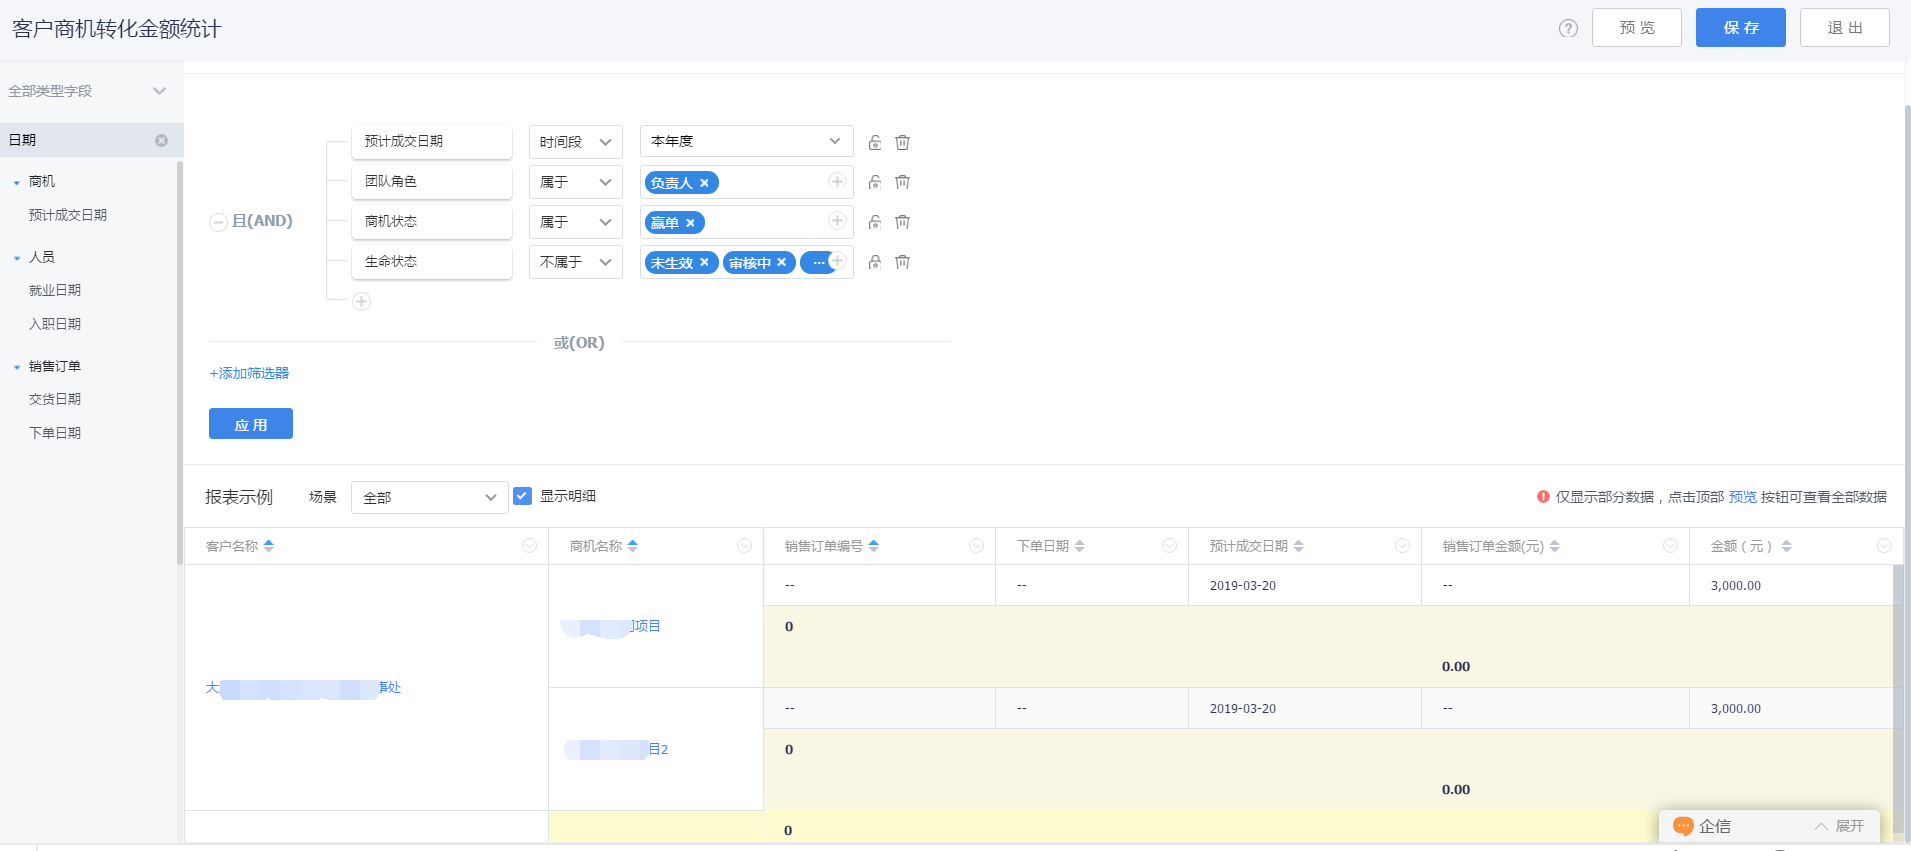 客户商机转化金额统计
预 览
保 存
退 出
全部类型字段
日期
商机
预计成交日期
人员
就业日期
入职日期
销售订单
交货日期
下单日期
且(AND)
预计成交日期 时间段 本年度
团队角色 属于 负责人
商机状态 属于 赢单
生命状态 不属于 未生效 审核中 ...
或(OR)
+添加筛选器
应 用
报表示例 场景 全部 显示明细 仅显示部分数据，点击顶部 预览 按钮可查看全部数据
客户名称 商机名称 销售订单编号 下单日期 预计成交日期 销售订单金额(元) 金额（元）
-- -- 2019-03-20 -- 3,000.00
项目
0
0.00
大 事处
-- -- 2019-03-20 -- 3,000.00
目2
0
0.00
0
企信 展开